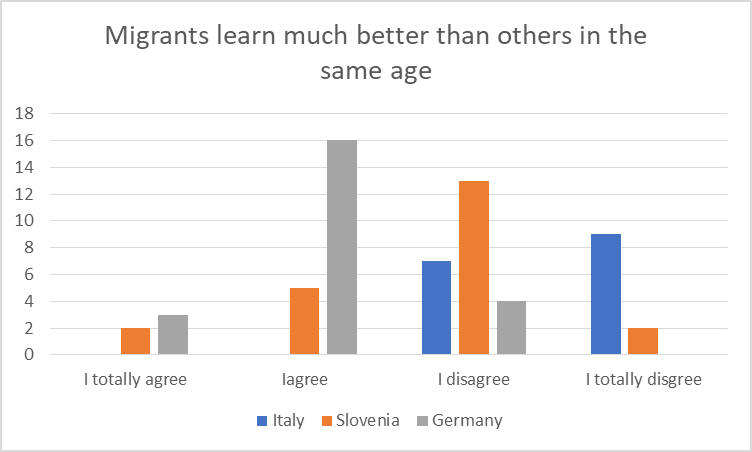 Migrants learn much better than others in the
same age
18
16
14
12
10
8
6
4
2
0
I totally agree Iagree I disagree I totally disgree
Italy Slovenia Germany